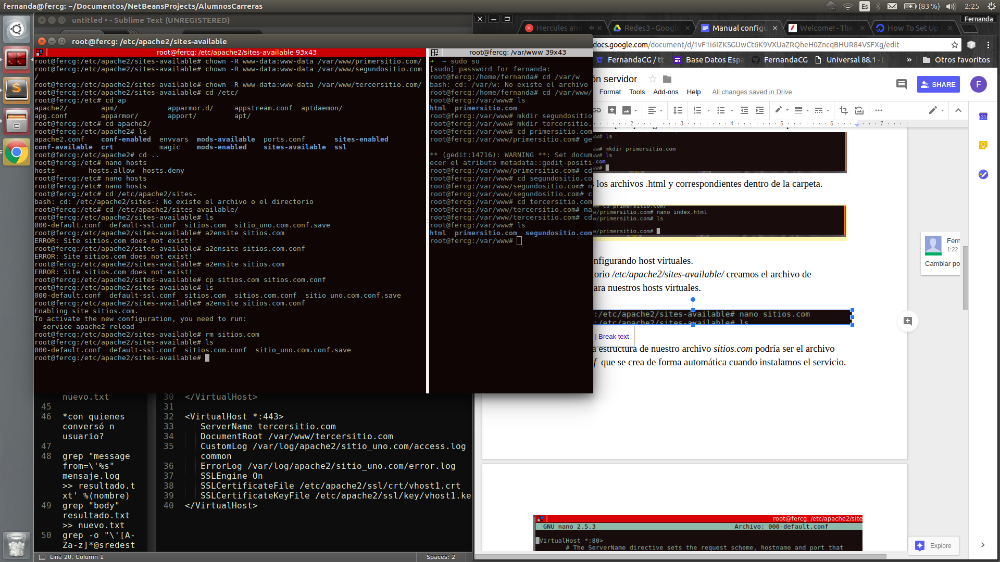 fernanda@fercg: ~/Documentos/NetBeansProjects/AlumnosCarreras
Es
(83 %)
2:25
untitled • - Sublime Text (UNREGISTERED)
Fernanda
root@fercg: /etc/apache2/sites-available
Hercules and
Redes3 - Google
Manual configu
Welcome! - The
How To Set Up
docs.google.com/document/d/1vF1i6IZKSGUwCt6K9VXUaZRQheH0ZncqBHUR84VSFXg/edit
FernandaCG / tt
Base Datos Espa
FernandaCG
Universal 88.1 - L
»
Otros favoritos
ón servidor
SHARE
F
Format Tools Add-ons Help All changes saved in Drive
2 3 4 5 6 7
root@fercg: /etc/apache2/sites-available 93x43
root@fercg:/etc/apache2/sites-available# chown -R www-data:www-data /var/www/primersitio.com/
root@fercg:/etc/apache2/sites-available# chown -R www-data:www-data /var/www/segundositio.com
/
root@fercg:/etc/apache2/sites-available# chown -R www-data:www-data /var/www/tercersitio.com/
root@fercg:/etc/apache2/sites-available# cd /etc/
root@fercg:/etc# cd ap
apache2/ apm/ apparmor.d/ appstream.conf aptdaemon/
apg.conf apparmor/ apport/ apt/
root@fercg:/etc# cd apache2/
root@fercg:/etc/apache2# ls
apache2.conf conf-enabled envvars mods-available ports.conf sites-enabled
conf-available crt magic mods-enabled sites-available ssl
root@fercg:/etc/apache2# cd ..
root@fercg:/etc# nano hosts
hosts hosts.allow hosts.deny
root@fercg:/etc# nano hosts
root@fercg:/etc# nano hosts
root@fercg:/etc# cd /etc/apache2/sites-
bash: cd: /etc/apache2/sites-: No existe el archivo o el directorio
root@fercg:/etc# cd /etc/apache2/sites-available/
root@fercg:/etc/apache2/sites-available# ls
000-default.conf default-ssl.conf sitios.com sitio_uno.com.conf.save
root@fercg:/etc/apache2/sites-available# a2ensite sitios.com
ERROR: Site sitios.com does not exist!
root@fercg:/etc/apache2/sites-available# a2ensite sitios.com.conf
ERROR: Site sitios.com does not exist!
root@fercg:/etc/apache2/sites-available# a2ensite sitios.com
ERROR: Site sitios.com does not exist!
root@fercg:/etc/apache2/sites-available# cp sitios.com sitios.com.conf
root@fercg:/etc/apache2/sites-available# ls
000-default.conf default-ssl.conf sitios.com sitios.com.conf sitio_uno.com.conf.save
root@fercg:/etc/apache2/sites-available# a2ensite sitios.com.conf
Enabling site sitios.com.
To activate the new configuration, you need to run:
service apache2 reload
root@fercg:/etc/apache2/sites-available# rm sitios.com
root@fercg:/etc/apache2/sites-available# ls
000-default.conf default-ssl.conf sitios.com.conf sitio_uno.com.conf.save
root@fercg:/etc/apache2/sites-available#
root@fercg: /var/www 39x43
➜ ~ sudo su
[sudo] password for fernanda:
root@fercg:/home/fernanda# cd /var/w
bash: cd: /var/w: No existe el archivo
root@fercg:/home/fernanda# cd /var/www/
root@fercg:/var/www# ls
html primersitio.com
root@fercg:/var/www# mkdir segundositio
root@fercg:/var/www# mkdir tercersitio.
root@fercg:/var/www# cd primersitio.com
root@fercg:/var/www/primersitio.com# ge
** (gedit:14716): WARNING **: Set docum
ecer el atributo metadata::gedit-positi
root@fercg:/var/www/primersitio.com# cd
root@fercg:/var/www# cd segundositio.co
root@fercg:/var/www/segundositio.com# n
root@fercg:/var/www/segundositio.com# c
root@fercg:/var/www# cd tercersitio.com
root@fercg:/var/www/tercersitio.com# na
root@fercg:/var/www/tercersitio.com# cd
root@fercg:/var/www# ls
html primersitio.com segundositio.com
root@fercg:/var/www#
ww# ls
ww# mkdir primersitio.com
ww# ls
.com
ww#
los archivos .html y correspondientes dentro de la carpeta.
w/primersitio.com# nano index.html
w/primersitio.com# ls
w/primersitio.com#
nfigurando host virtuales.
torio /etc/apache2/sites-available/ creamos el archivo de
ara nuestros hosts virtuales.
:/etc/apache2/sites-available# nano sitios.com
:/etc/apache2/sites-available# ls
| Break text
a estructura de nuestro archivo sitios.com podría ser el archivo
f que se crea de forma automática cuando instalamos el servicio.
Fern
1:22
Cambiar po
root@fercg: /etc/apache2/site
GNU nano 2.5.3 Archivo: 000-default.conf
VirtualHost *:80>
# The ServerName directive sets the request scheme, hostname and port that
Explore
nuevo.txt
45
46 *con quienes
conversó n
usuario?
47
48 grep "message
from=\'%s"
mensaje.log
>> resultado.t
xt' %(nombre)
49 grep "body"
resultado.txt
>> nuevo.txt
50 grep -o "\'[A-
Za-z]*@sredest
30 </VirtualHost>
31
32 <VirtualHost *:443>
33 ServerName tercersitio.com
34 DocumentRoot /var/www/tercersitio.com
35 CustomLog /var/log/apache2/sitio_uno.com/access.log
common
36 ErrorLog /var/log/apache2/sitio_uno.com/error.log
37 SSLEngine On
38 SSLCertificateFile /etc/apache2/ssl/crt/vhost1.crt
39 SSLCertificateKeyFile /etc/apache2/ssl/key/vhost1.ke
40 </VirtualHost>
Line 20, Column 1
Spaces: 2